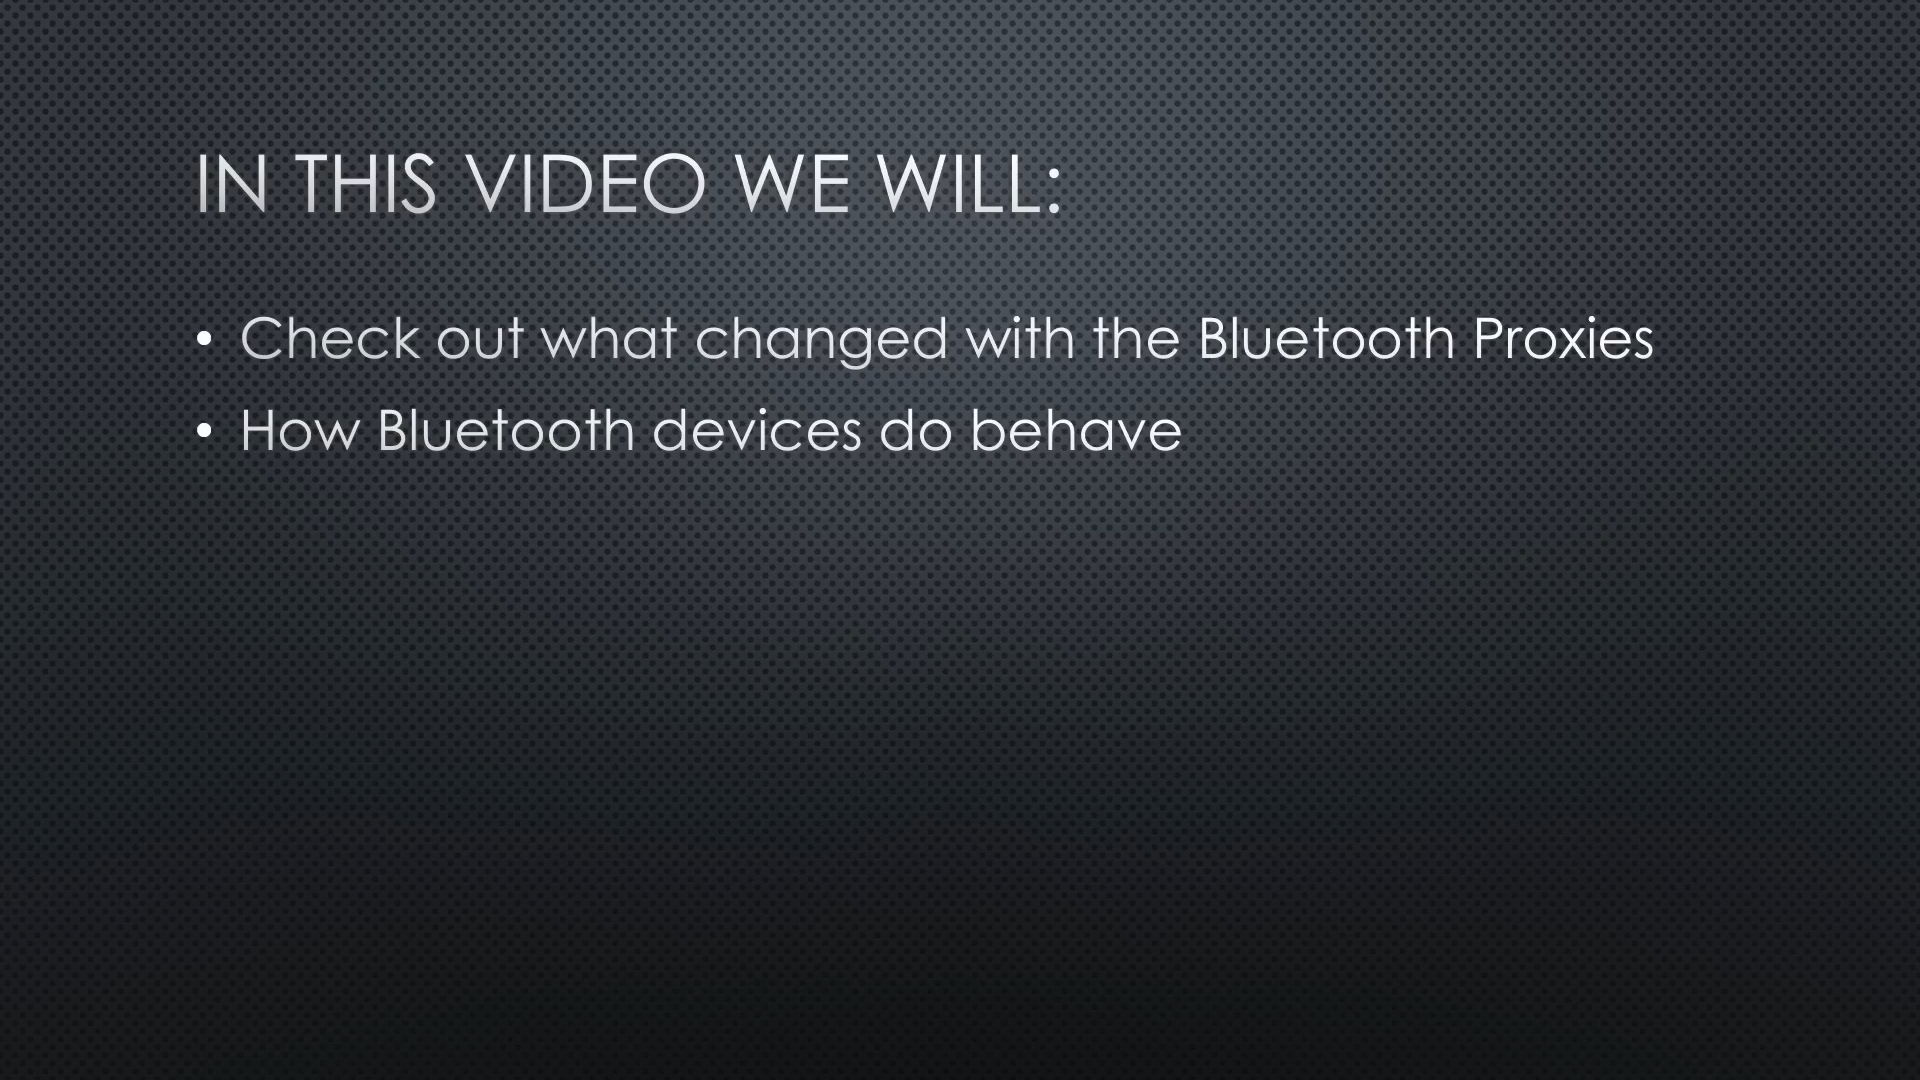 IN THIS VIDEO WE WILL:
• Check out what changed with the Bluetooth Proxies
• How Bluetooth devices do behave